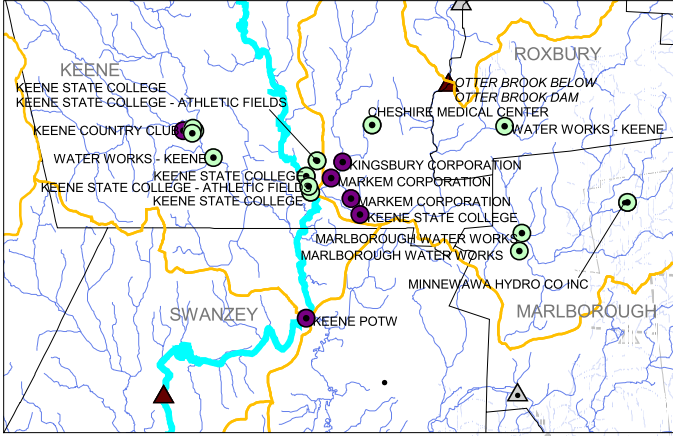 ROXBURY
KEENE
OTTER BROOK BELOW
KEENE STATE COLLEGE
OTTER BROOK DAM
KEENE STATE COLLEGE - ATHLETIC FIELDS
CHESHIRE MEDICAL CENTER
KEENE COUNTRY CLUB
WATER WORKS - KEENE
WATER WORKS - KEENE
KINGSBURY CORPORATION
KEENE STATE COLLEGE
MARKEM CORPORATION
KEENE STATE COLLEGE - ATHLETIC FIELDS
KEENE STATE COLLEGE
MARKEM CORPORATION
KEENE STATE COLLEGE
MARLBOROUGH WATER WORKS
MARLBOROUGH WATER WORKS
MINNEWAWA HYDRO CO INC
SWANZEY
MARLBOROUGH
KEENE POTW